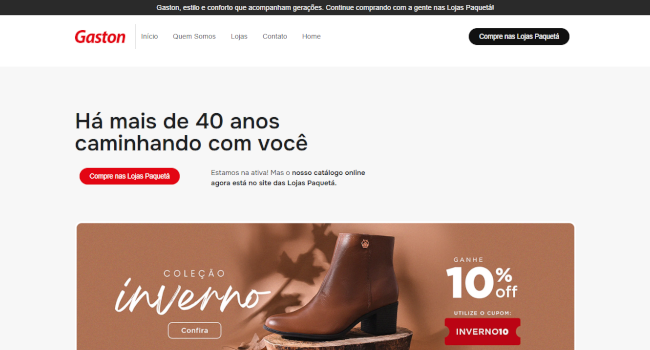 Gaston, estilo e conforto que acompanham gerações. Continue comprando com a gente nas Lojas Paquetá!
Gaston
Início
Quem Somos
Lojas
Contato
Home
Compre nas Lojas Paquetá
Há mais de 40 anos
caminhando com você
Compre nas Lojas Paquetá
Estamos na ativa! Mas o nosso catálogo online
agora está no site das Lojas Paquetá.
COLEÇÃO
inverno
Confira
GANHE
10% off
UTILIZE O CUPOM:
INVERNO10